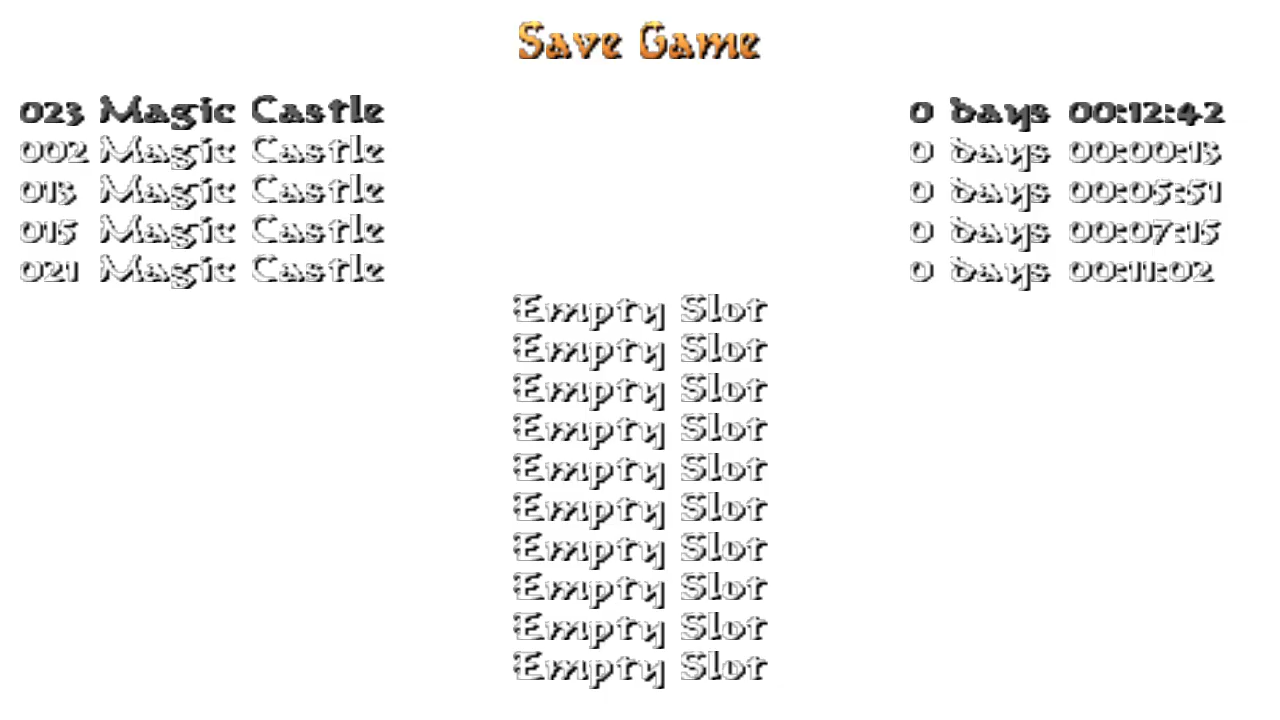 Save Game
023 Magic Castle 0 days 00:12:42
002 Magic Castle 0 days 00:00:13
013 Magic Castle 0 days 00:05:51
015 Magic Castle 0 days 00:07:15
021 Magic Castle 0 days 00:11:02
Empty Slot
Empty Slot
Empty Slot
Empty Slot
Empty Slot
Empty Slot
Empty Slot
Empty Slot
Empty Slot
Empty Slot